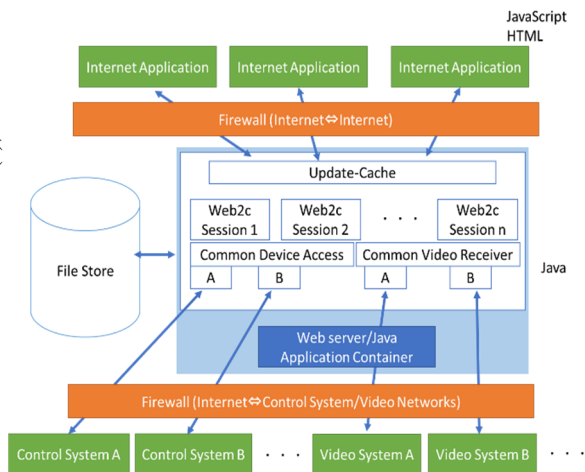 JavaScript
HTML
Internet Application
Internet Application
Internet Application
Firewall (Internet⇔Internet)
Update-Cache
Web2c
Session 1
Web2c
Session 2
· · ·
Web2c
Session n
File Store
Common Device Access
Common Video Receiver
A
B
A
B
Java
Web server/Java
Application Container
Firewall (Internet⇔Control System/Video Networks)
Control System A
Control System B
· · ·
Video System A
Video System B
· · ·